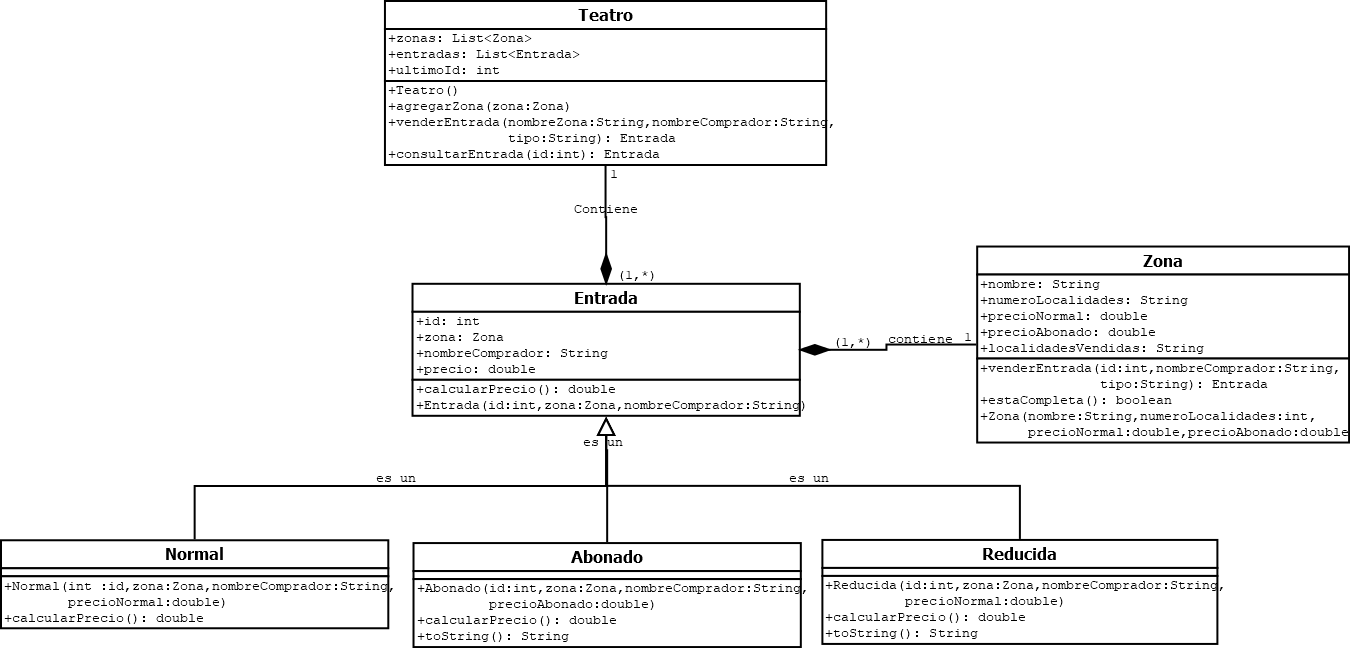 Teatro
+zonas: List<Zona>
+entradas: List<Entrada>
+ultimoId: int
+Teatro()
+agregarZona(zona:Zona)
+venderEntrada(nombreZona:String,nombreComprador:String,
tipo:String): Entrada
+consultarEntrada(id:int): Entrada
1
Contiene
(1,*)
Entrada
+id: int
+zona: Zona
+nombreComprador: String
+precio: double
+calcularPrecio(): double
+Entrada(id:int,zona:Zona,nombreComprador:String)
(1,*) contiene 1
Zona
+nombre: String
+numeroLocalidades: String
+precioNormal: double
+precioAbonado: double
+localidadesVendidas: String
+venderEntrada(id:int,nombreComprador:String,
tipo:String): Entrada
+estaCompleta(): boolean
+Zona(nombre:String,numeroLocalidades:int,
precioNormal:double,precioAbonado:double
es un
es un
es un
Normal
+Normal(int :id,zona:Zona,nombreComprador:String,
precioNormal:double)
+calcularPrecio(): double
Abonado
+Abonado(id:int,zona:Zona,nombreComprador:String,
precioAbonado:double)
+calcularPrecio(): double
+toString(): String
Reducida
+Reducida(id:int,zona:Zona,nombreComprador:String,
precioNormal:double)
+calcularPrecio(): double
+toString(): String